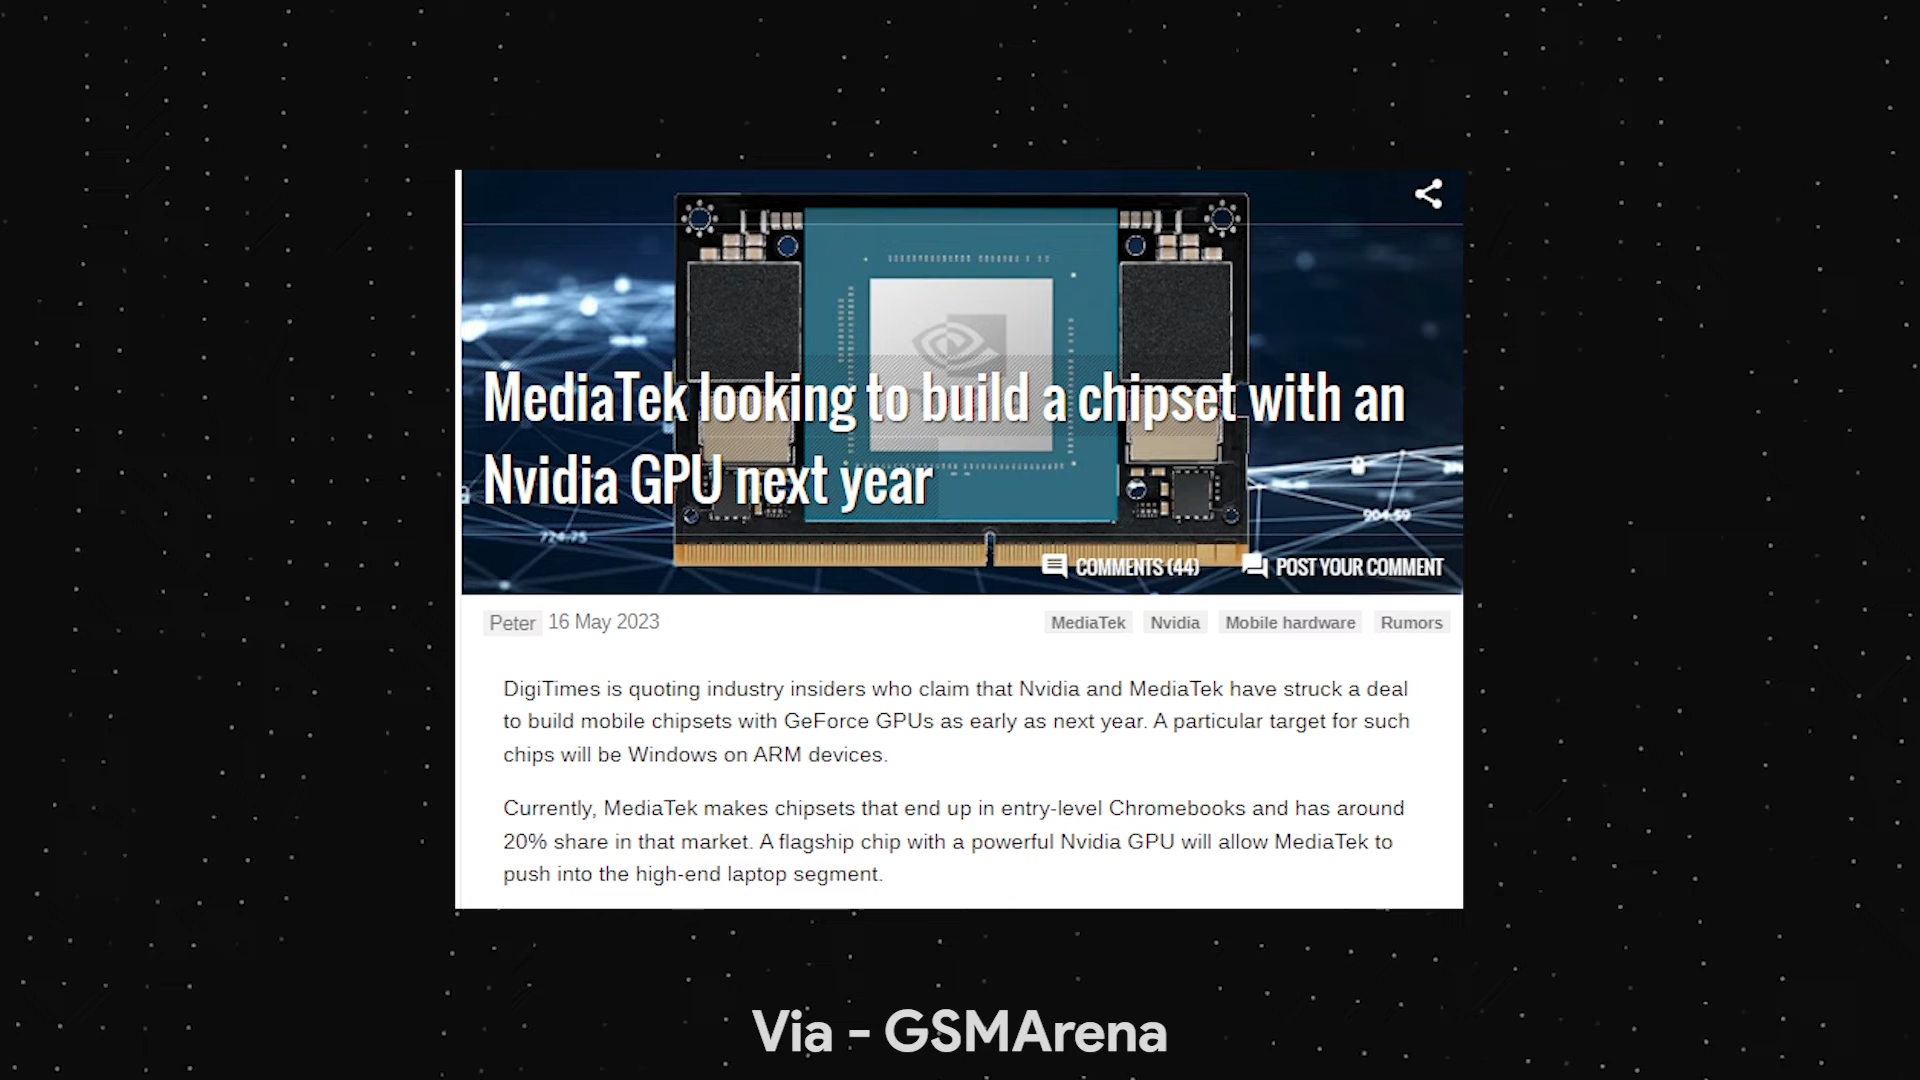 MediaTek looking to build a chipset with an
Nvidia GPU next year
724.75
904.59
COMMENTS (44) POST YOUR COMMENT
Peter 16 May 2023 MediaTek Nvidia Mobile hardware Rumors
DigiTimes is quoting industry insiders who claim that Nvidia and MediaTek have struck a deal
to build mobile chipsets with GeForce GPUs as early as next year. A particular target for such
chips will be Windows on ARM devices.
Currently, MediaTek makes chipsets that end up in entry-level Chromebooks and has around
20% share in that market. A flagship chip with a powerful Nvidia GPU will allow MediaTek to
push into the high-end laptop segment.
Via - GSMArena